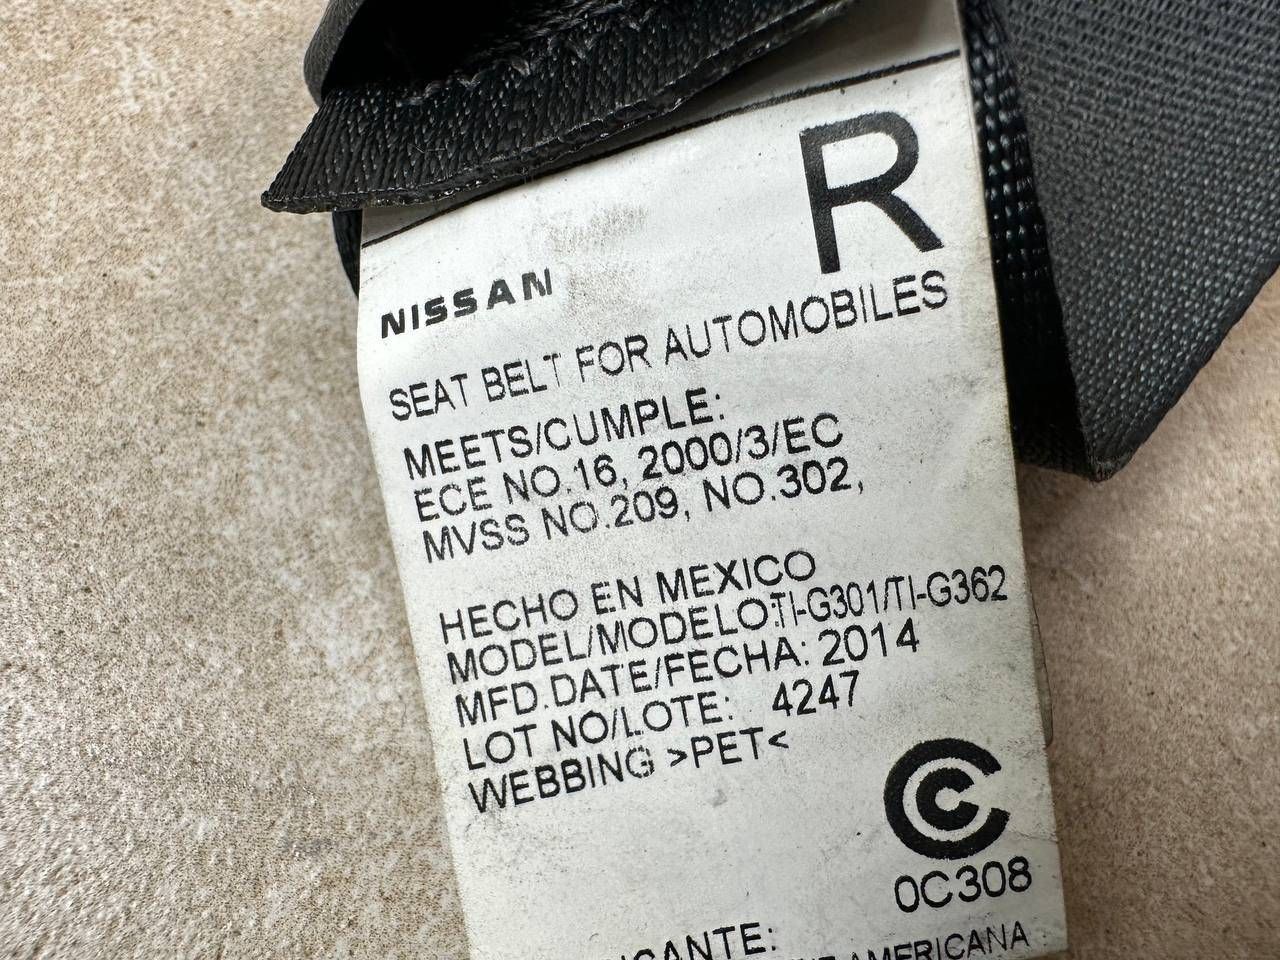 R
NISSAN
SEAT BELT FOR AUTOMOBILES
MEETS/CUMPLE:
ECE NO.16, 2000/3/EC
MVSS NO.209, NO.302,
HECHO EN MEXICO
MODEL/MODELO:TI-G301/TI-G362
MFD.DATE/FECHA: 2014
LOT NO/LOTE: 4247
WEBBING >PET<
0C308
AMERICANA